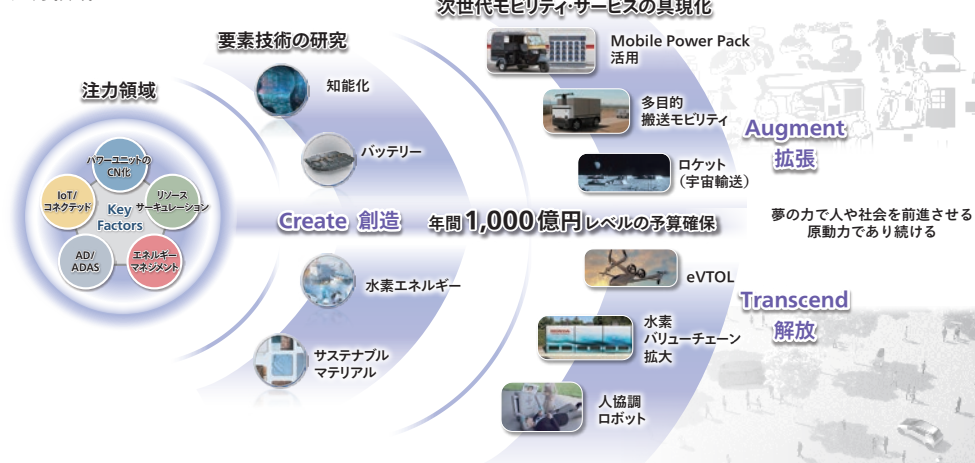 次世代モビリティ・サービスの具現化
要素技術の研究
注力領域
パワーユニットの
CN化
IoT/
コネクテッド
Key
Factors
リソース
サーキュレーション
AD/
ADAS
エネルギー
マネジメント
知能化
バッテリー
Create 創造
水素エネルギー
サステナブル
マテリアル
年間1,000億円レベルの予算確保
Mobile Power Pack
活用
多目的
搬送モビリティ
ロケット
（宇宙輸送）
eVTOL
水素
バリューチェーン
拡大
人協調
ロボット
Augment
拡張
夢の力で人や社会を前進させる
原動力であり続ける
Transcend
解放